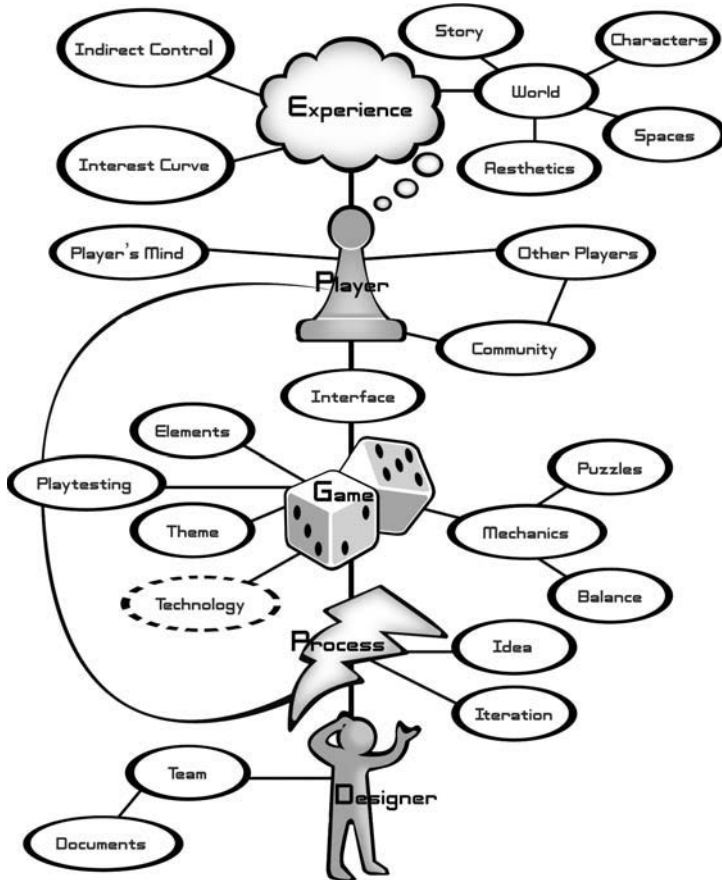 Story
Indirect Control
Characters
World
Experience
Spaces
Interest Curve
Aesthetics
Player's Mind
Other Players
Player
Community
Interface
Elements
Puzzles
Playtesting
Game
Theme
Mechanics
Technology
Balance
Process
Idea
Iteration
Team
Designer
Documents